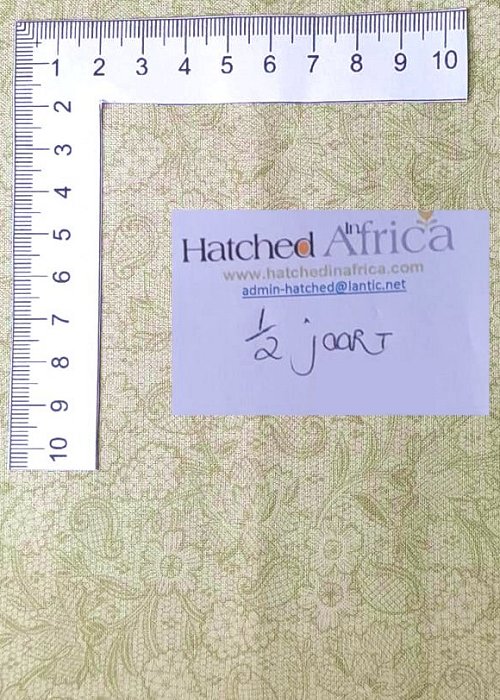 1 2 3 4 5 6 7 8 9 10
2 3 4 5 6 7 8 9 10
Hatched In Africa
www.hatchedinafrica.com
admin-hatched@lantic.net
1/2 jaart